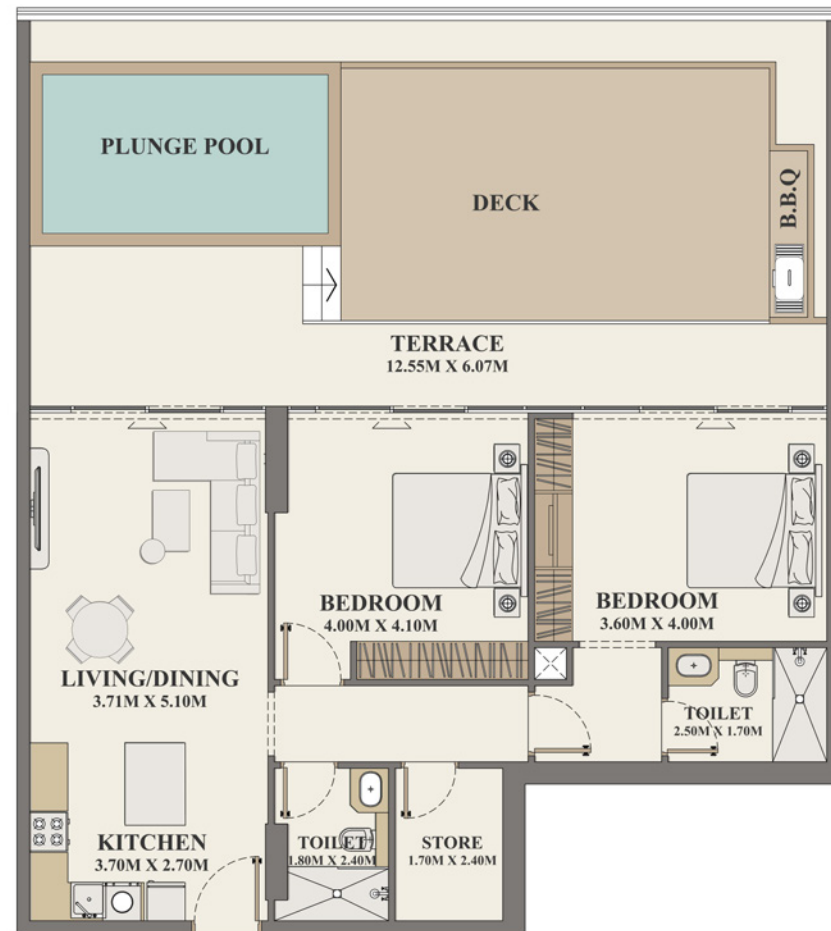 PLUNGE POOL
DECK
B.B.Q
TERRACE
12.55M X 6.07M
BEDROOM
4.00M X 4.10M
BEDROOM
3.60M X 4.00M
LIVING/DINING
3.71M X 5.10M
TOILET
2.50M X 1.70M
KITCHEN
3.70M X 2.70M
TOILET
1.80M X 2.40M
STORE
1.70M X 2.40M